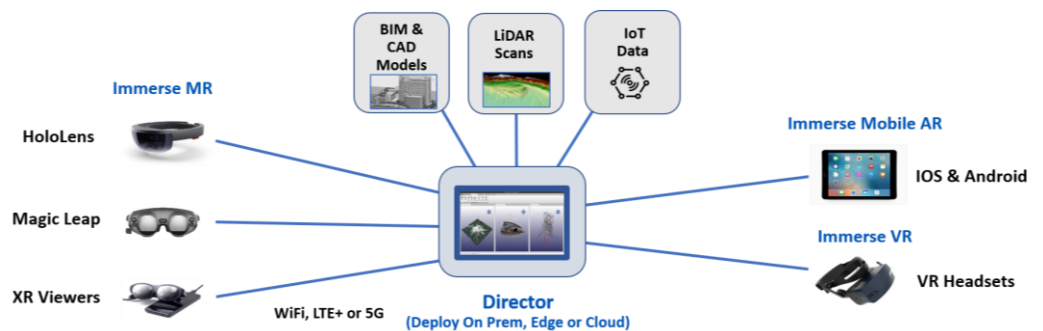 BIM &
CAD
Models
LiDAR
Scans
IoT
Data
Immerse MR
HoloLens
Magic Leap
XR Viewers
WiFi, LTE+ or 5G
Director
(Deploy On Prem, Edge or Cloud)
Immerse Mobile AR
IOS & Android
Immerse VR
VR Headsets